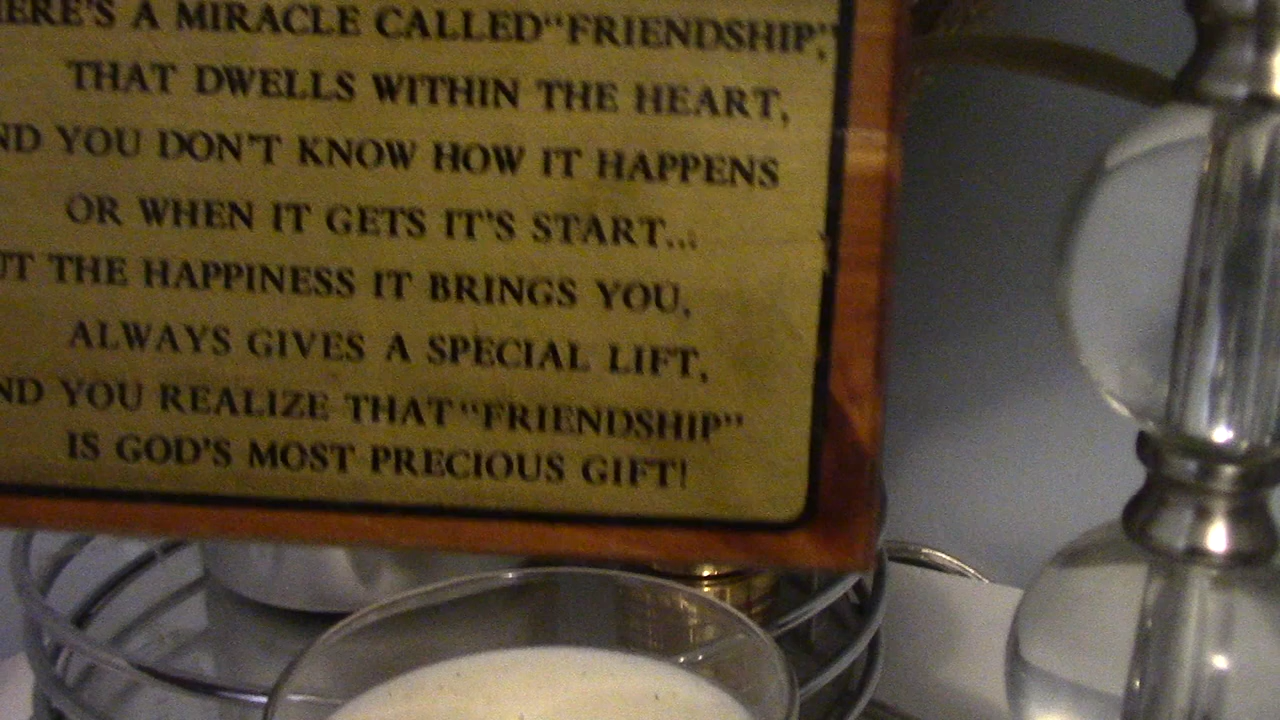 HERE'S A MIRACLE CALLED "FRIENDSHIP,"
THAT DWELLS WITHIN THE HEART,
ND YOU DON'T KNOW HOW IT HAPPENS
OR WHEN IT GETS IT'S START...
UT THE HAPPINESS IT BRINGS YOU,
ALWAYS GIVES A SPECIAL LIFT,
ND YOU REALIZE THAT "FRIENDSHIP"
IS GOD'S MOST PRECIOUS GIFT!